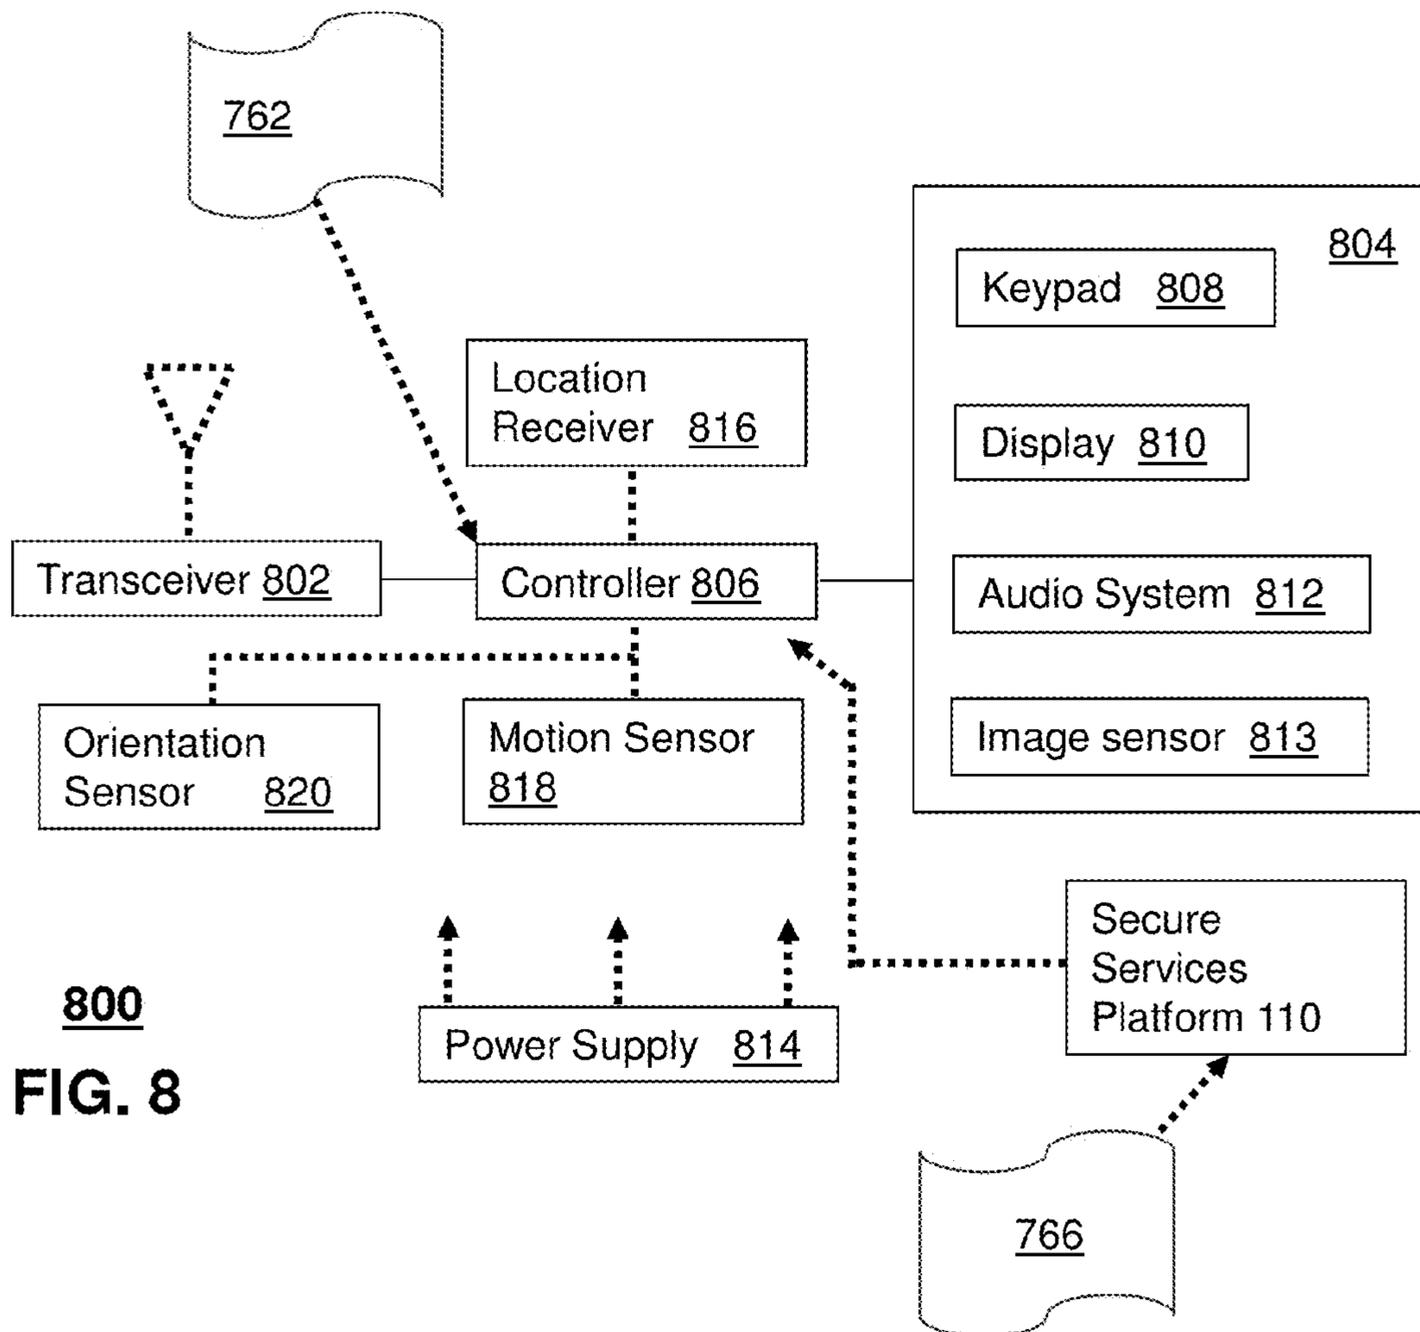 762
804
Keypad 808
Location
Receiver 816
Display 810
Transceiver 802
Controller 806
Audio System 812
Orientation
Sensor 820
Motion Sensor
818
Image sensor 813
Secure
Services
Platform 110
800
Power Supply 814
FIG. 8
766